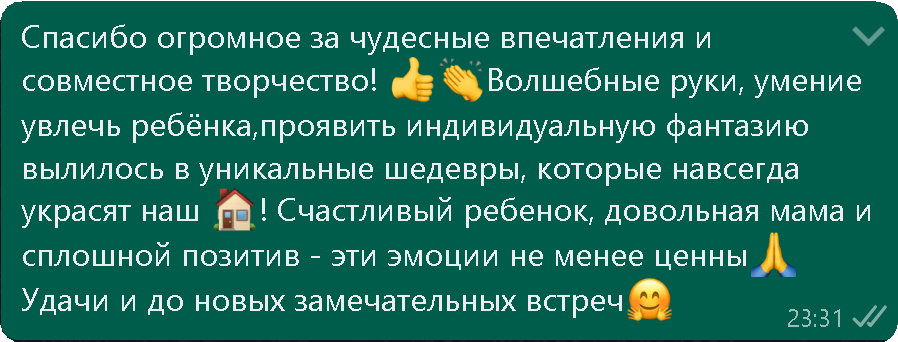 Спасибо огромное за чудесные впечатления и
совместное творчество! 👍👏Волшебные руки, умение
увлечь ребёнка,проявить индивидуальную фантазию
вылилось в уникальные шедевры, которые навсегда
украсят наш 🏠! Счастливый ребенок, довольная мама и
сплошной позитив - эти эмоции не менее ценны🙏
Удачи и до новых замечательных встреч🤗
23:31